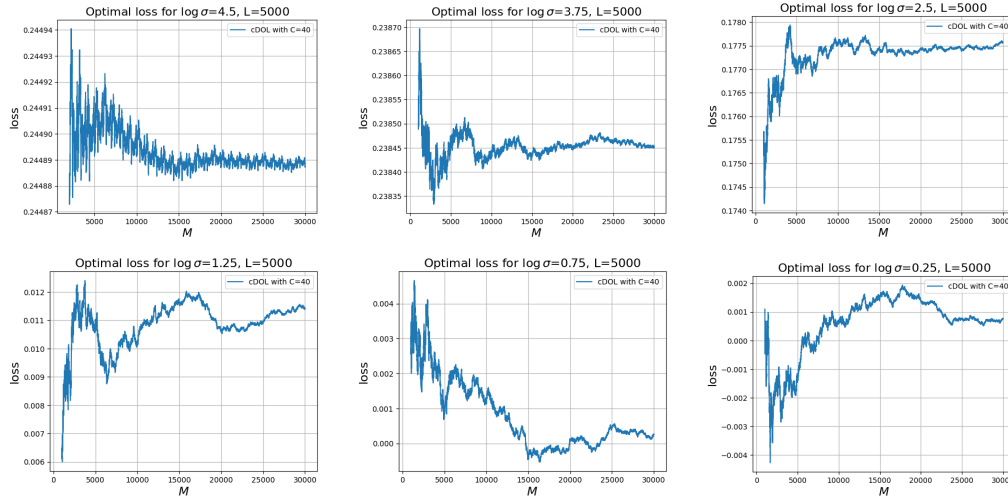 Optimal loss for log σ=4.5, L=5000
cDOL with C=40
loss
0.24494
0.24493
0.24492
0.24491
0.24490
0.24489
0.24488
0.24487
5000 10000 15000 20000 25000 30000
M
Optimal loss for log σ=3.75, L=5000
cDOL with C=40
loss
0.23870
0.23865
0.23860
0.23855
0.23850
0.23845
0.23840
0.23835
0 5000 10000 15000 20000 25000 30000
M
Optimal loss for log σ=2.5, L=5000
cDOL with C=40
loss
0.1780
0.1775
0.1770
0.1765
0.1760
0.1755
0.1750
0.1745
0.1740
0 5000 10000 15000 20000 25000 30000
M
Optimal loss for log σ=1.25, L=5000
cDOL with C=40
loss
0.012
0.011
0.010
0.009
0.008
0.007
0.006
0 5000 10000 15000 20000 25000 30000
M
Optimal loss for log σ=0.75, L=5000
cDOL with C=40
loss
0.004
0.003
0.002
0.001
0.000
0 5000 10000 15000 20000 25000 30000
M
Optimal loss for log σ=0.25, L=5000
cDOL with C=40
loss
0.002
0.001
0.000
−0.001
−0.002
−0.003
−0.004
0 5000 10000 15000 20000 25000 30000
M